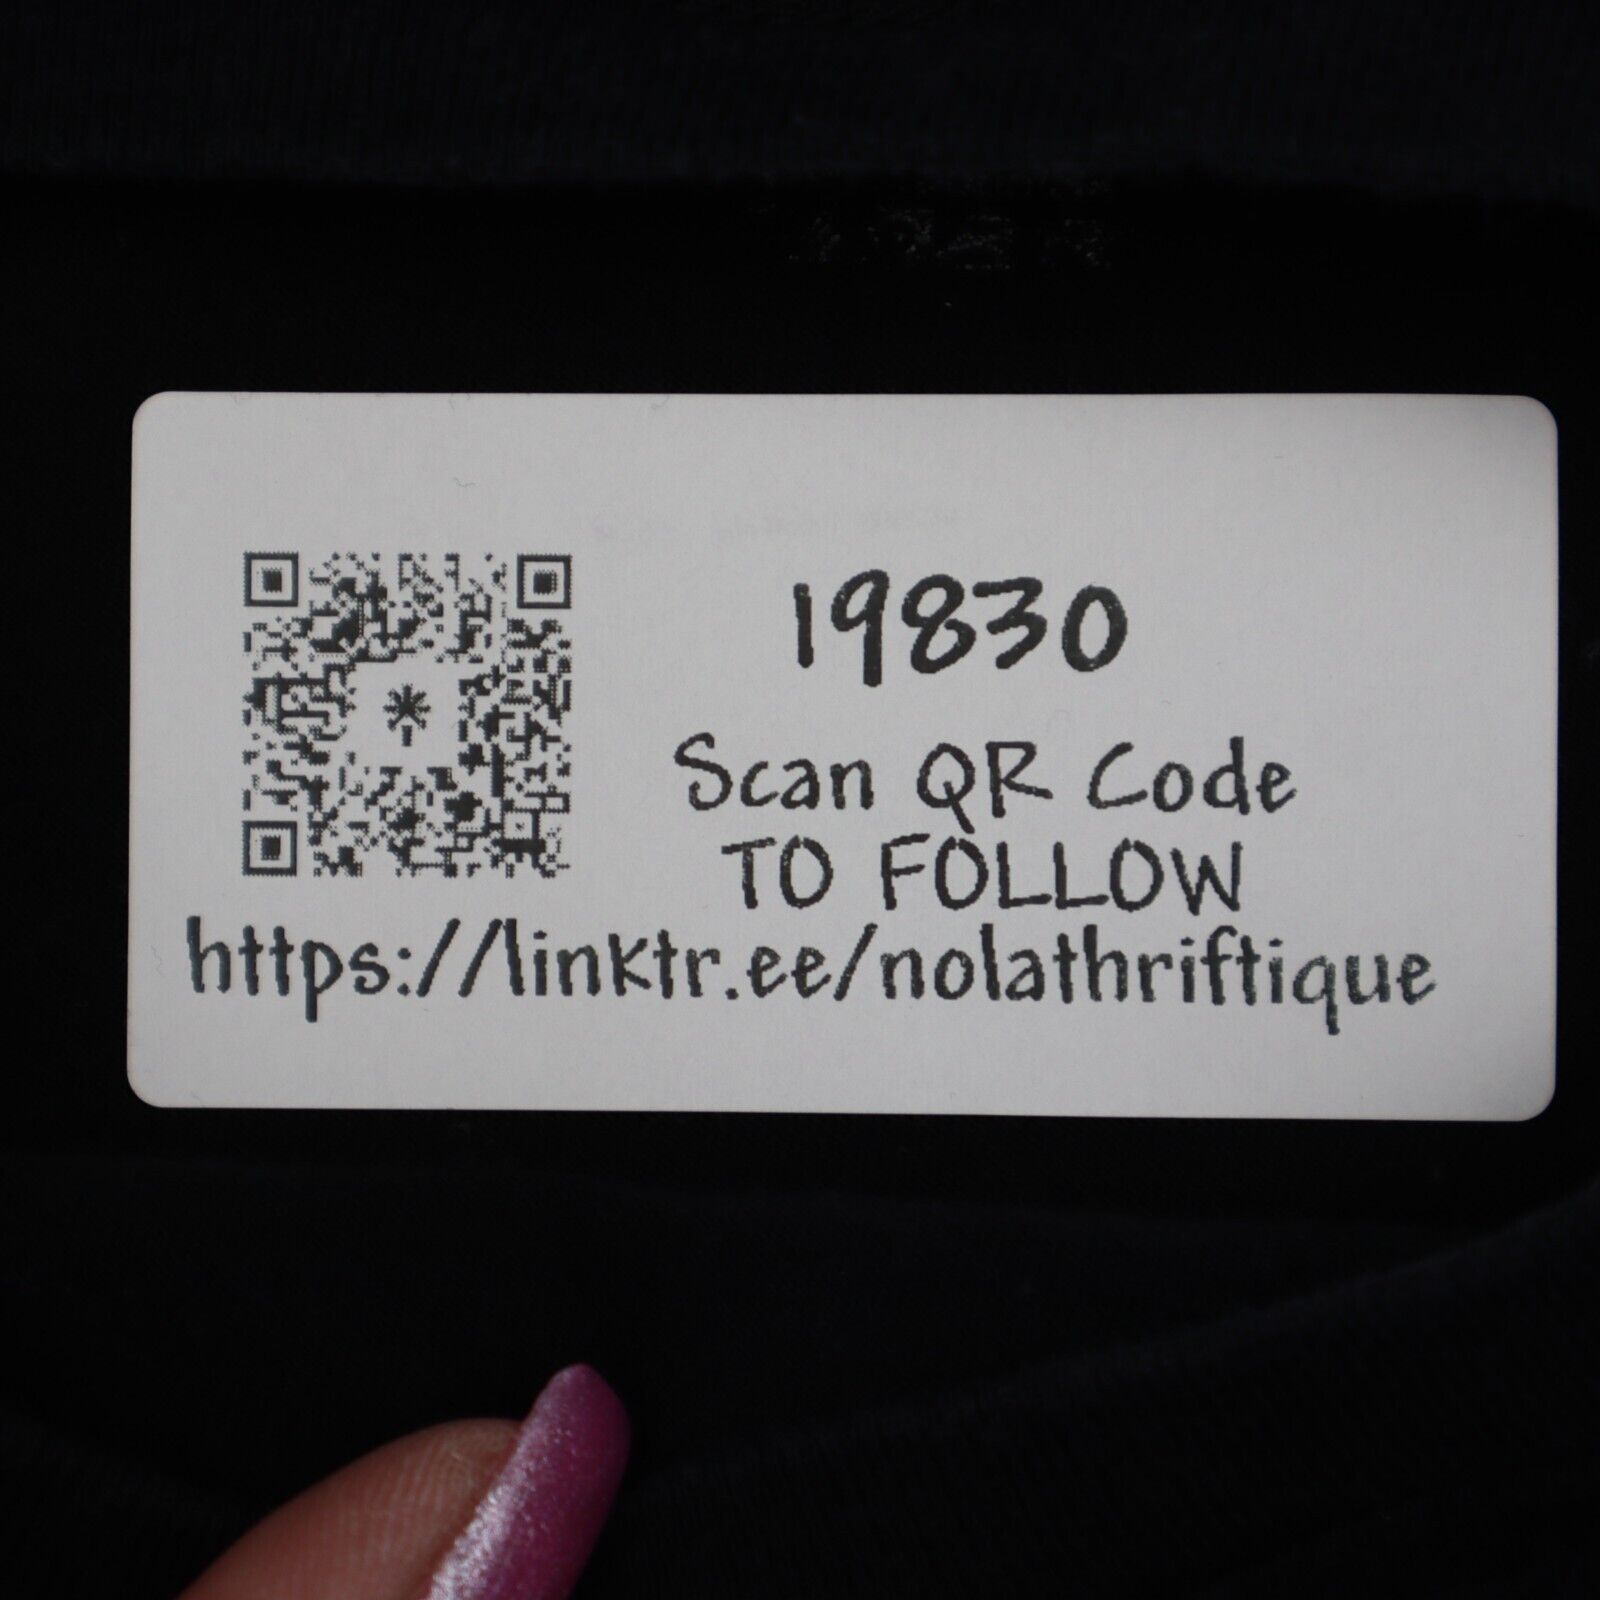 19830
Scan QR Code
TO FOLLOW
https://linktr.ee/nolathriftique